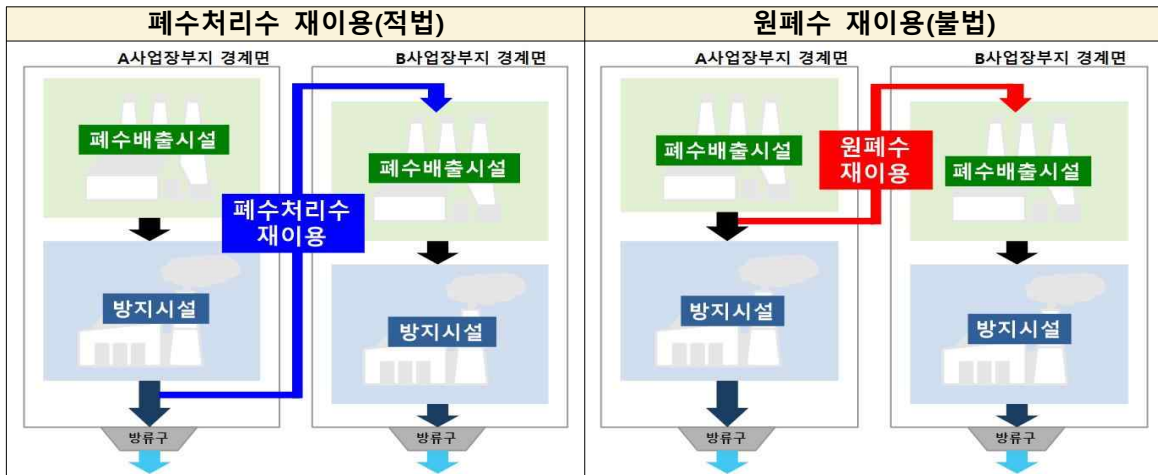 폐수처리수 재이용(적법)
원폐수 재이용(불법)
A사업장부지 경계면
B사업장부지 경계면
폐수배출시설
폐수배출시설
폐수처리수
재이용
방지시설
방지시설
방류구
방류구
A사업장부지 경계면
B사업장부지 경계면
폐수배출시설
원폐수
재이용
폐수배출시설
방지시설
방지시설
방류구
방류구